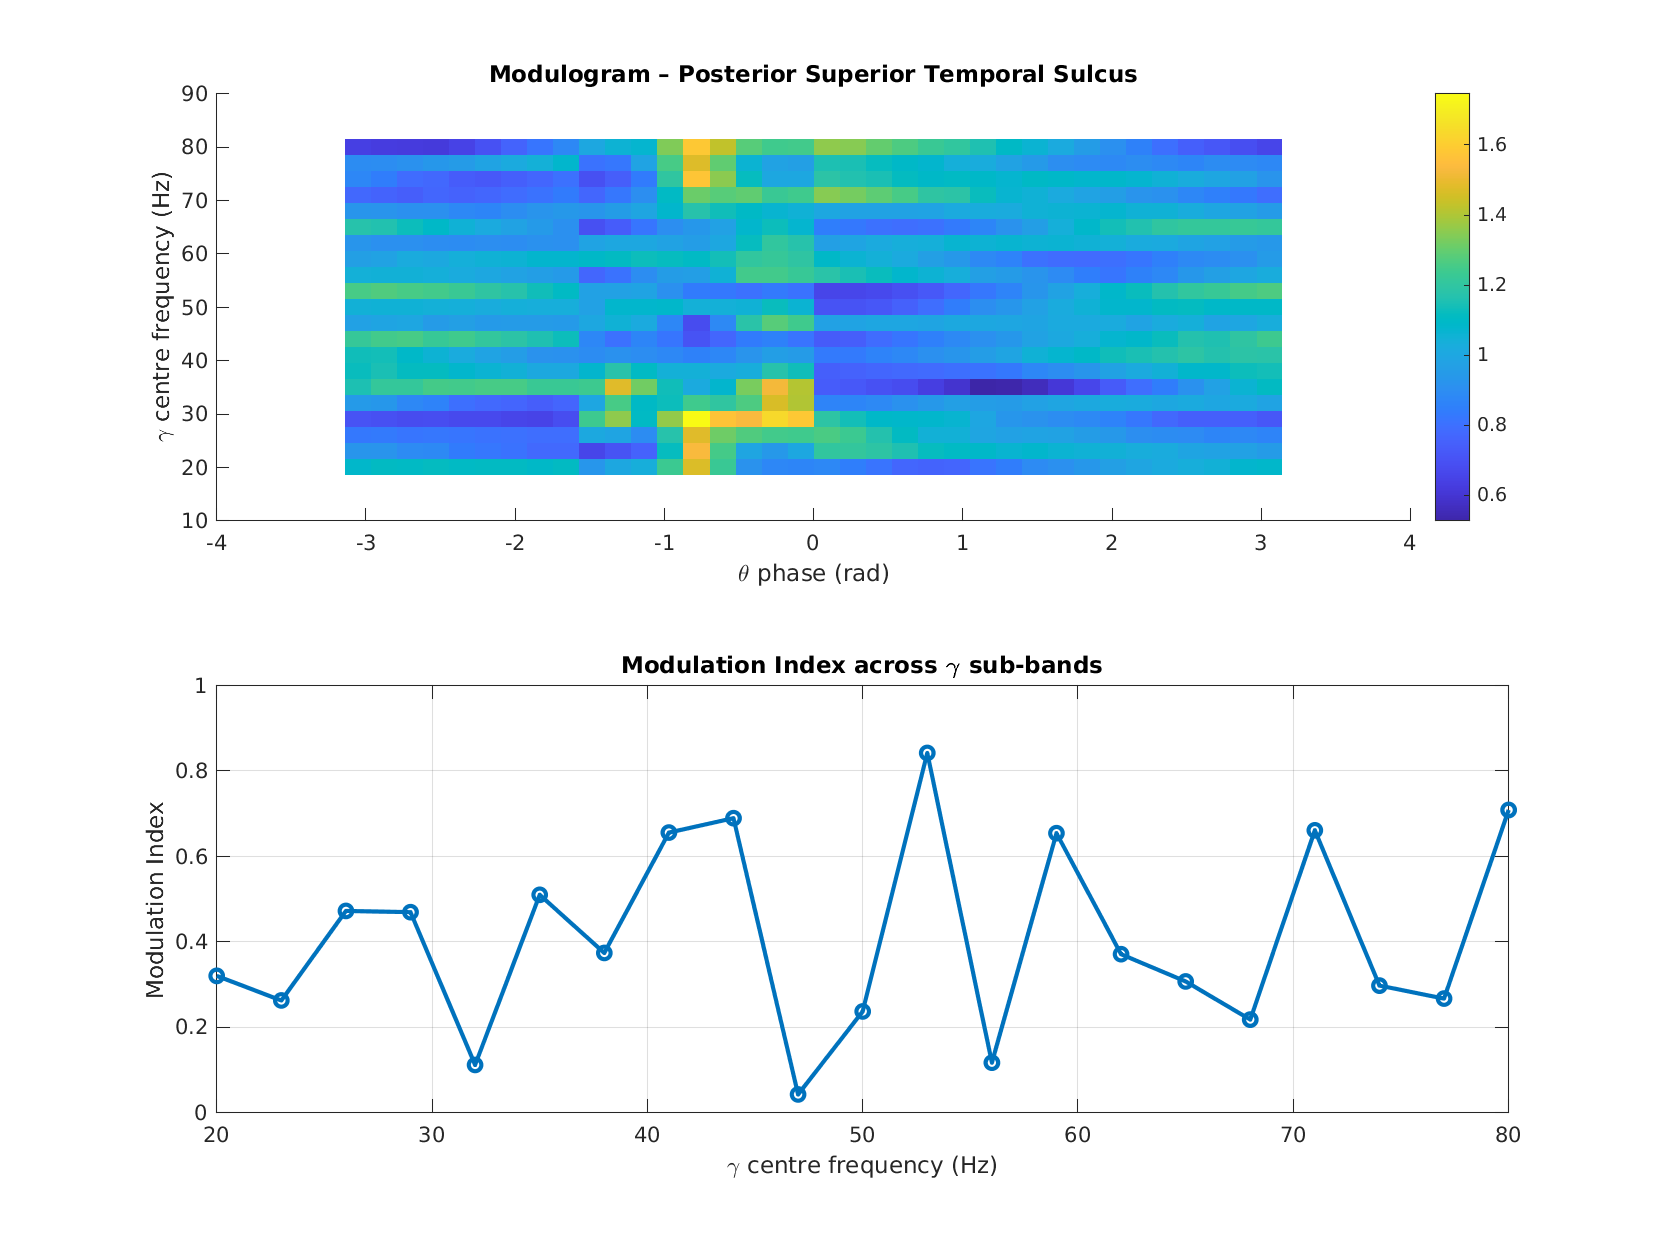 Modulogram – Posterior Superior Temporal Sulcus
γ centre frequency (Hz)
90
80
70
60
50
40
30
20
10
-4 -3 -2 -1 0 1 2 3 4
θ phase (rad)
1.6
1.4
1.2
1
0.8
0.6
Modulation Index across γ sub-bands
Modulation Index
1
0.8
0.6
0.4
0.2
0
20 30 40 50 60 70 80
γ centre frequency (Hz)